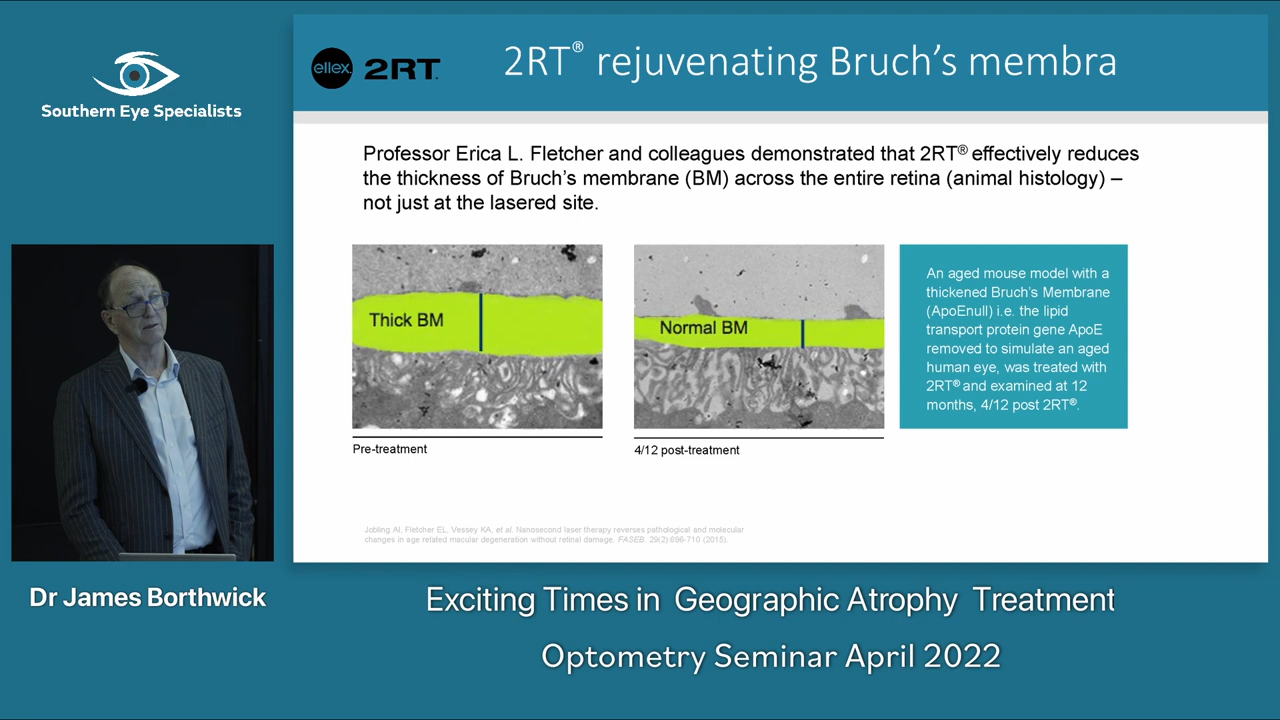 Southern Eye Specialists
ellex. 2RT.
2RT® rejuvenating Bruch's membra
Professor Erica L. Fletcher and colleagues demonstrated that 2RT® effectively reduces
the thickness of Bruch's membrane (BM) across the entire retina (animal histology) –
not just at the lasered site.
Thick BM
Pre-treatment
Normal BM
4/12 post-treatment
An aged mouse model with a
thickened Bruch's Membrane
(ApoEnull) i.e. the lipid
transport protein gene ApoE
removed to simulate an aged
human eye, was treated with
2RT® and examined at 12
months, 4/12 post 2RT®.
Jobling AI, Fletcher EL, Vessey KA, et al. Nanosecond laser therapy reverses pathological and molecular
changes in age related macular degeneration without retinal damage. FASEB. 29(2):696-710 (2015).
Dr James Borthwick
Exciting Times in Geographic Atrophy Treatment
Optometry Seminar April 2022